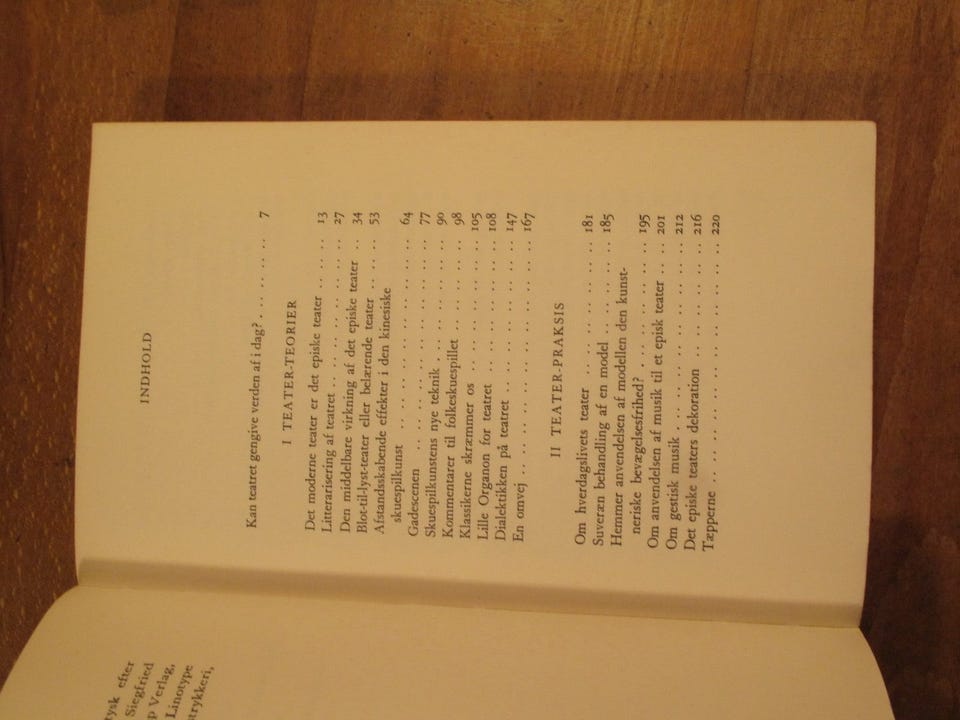 tysk efter
Siegfried
p Verlag,
Linotype
strykkeri,
INDHOLD
Kan teatret gengive verden af i dag? .. .. .. .. .. 7
I TEATER-TEORIER
Det moderne teater er det episke teater .. .. .. .. 13
Litterarisering af teatret .. .. .. .. .. .. .. .. 27
Den middelbare virkning af det episke teater .. 34
Blot-til-lyst-teater eller belærende teater .. .. .. 53
Afstandsskabende effekter i den kinesiske
skuespilkunst .. .. .. .. .. .. .. .. .. .. .. 64
Gadescenen .. .. .. .. .. .. .. .. .. .. .. .. 77
Skuespilkunstens nye teknik .. .. .. .. .. .. .. 90
Kommentarer til folkeskuespillet .. .. .. .. .. 98
Klassikerne skræmmer os .. .. .. .. .. .. .. .. 105
Lille Organon for teatret .. .. .. .. .. .. .. .. 108
Dialektikken på teatret .. .. .. .. .. .. .. .. 147
En omvej .. .. .. .. .. .. .. .. .. .. .. .. .. 167
II TEATER-PRAKSIS
Om hverdagslivets teater .. .. .. .. .. .. .. .. 181
Suveræn behandling af en model .. .. .. .. .. .. 185
Hemmer anvendelsen af modellen den kunst-
neriske bevægelsesfrihed? .. .. .. .. .. .. .. 195
Om anvendelsen af musik til et episk teater .. .. 201
Om gestisk musik .. .. .. .. .. .. .. .. .. .. 212
Det episke teaters dekoration .. .. .. .. .. .. .. 216
Tæpperne .. .. .. .. .. .. .. .. .. .. .. .. .. 220